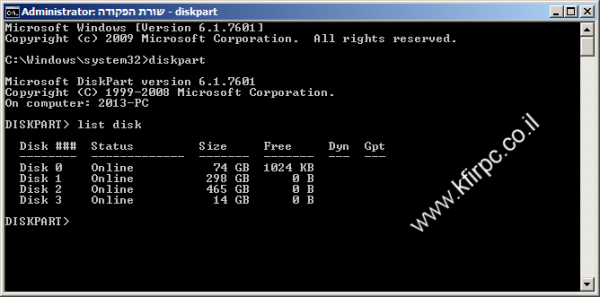 Administrator: שורת הפקודה - diskpart
Microsoft Windows [Version 6.1.7601]
Copyright (c) 2009 Microsoft Corporation.  All rights reserved.
C:\Windows\system32>diskpart
Microsoft DiskPart version 6.1.7601
Copyright (C) 1999-2008 Microsoft Corporation.
On computer: 2013-PC
DISKPART> list disk
  Disk ###  Status         Size     Free     Dyn  Gpt
  --------  -------------  -------  -------  ---  ---
  Disk 0    Online           74 GB  1024 KB
  Disk 1    Online          298 GB      0 B
  Disk 2    Online          465 GB      0 B
  Disk 3    Online           14 GB      0 B
DISKPART>
www.kfirpc.co.il